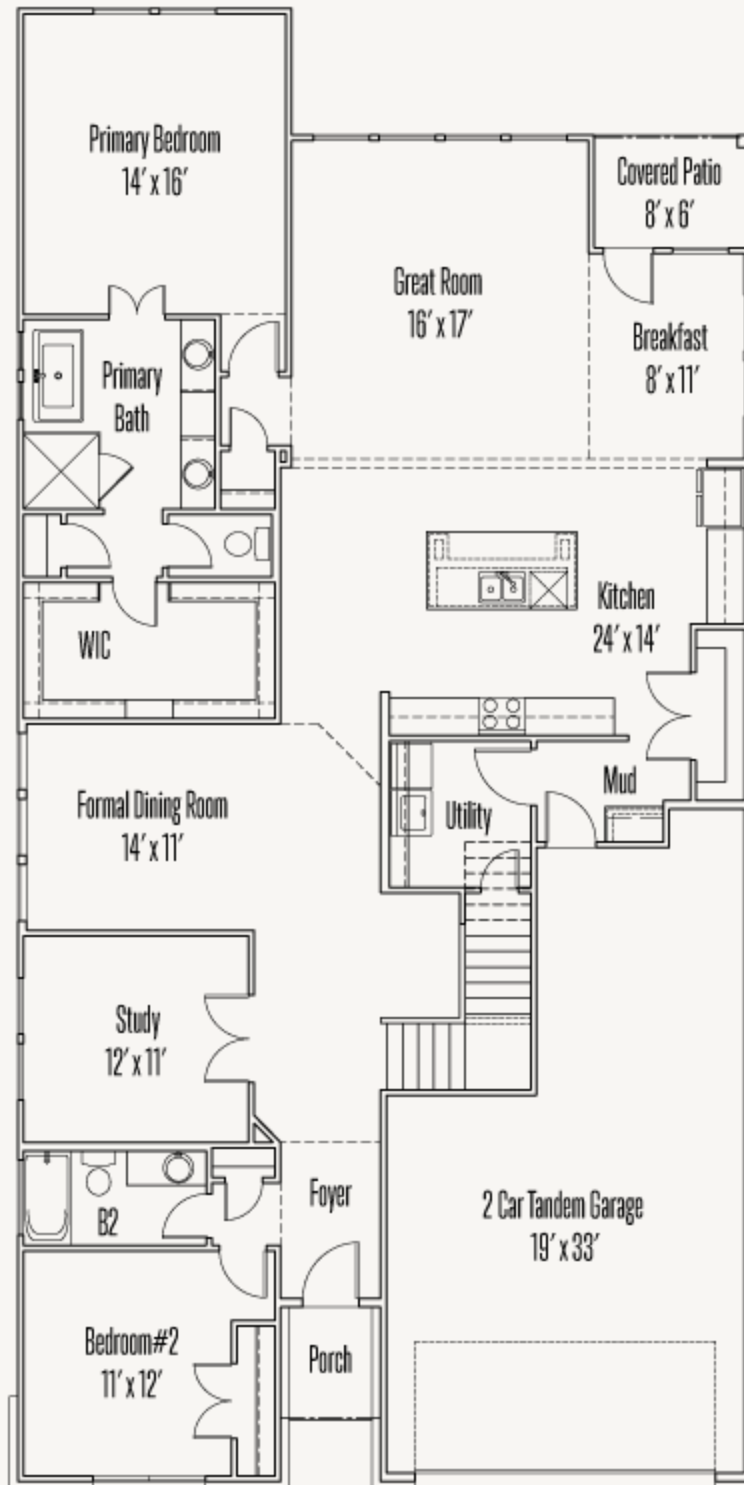 Primary Bedroom
14' x 16'
Covered Patio
8' x 6'
Great Room
16' x 17'
Breakfast
8' x 11'
Primary
Bath
Kitchen
24' x 14'
WIC
Mud
Formal Dining Room
14' x 11'
Utility
Study
12' x 11'
Foyer
2 Car Tandem Garage
19' x 33'
B2
Bedroom#2
11' x 12'
Porch